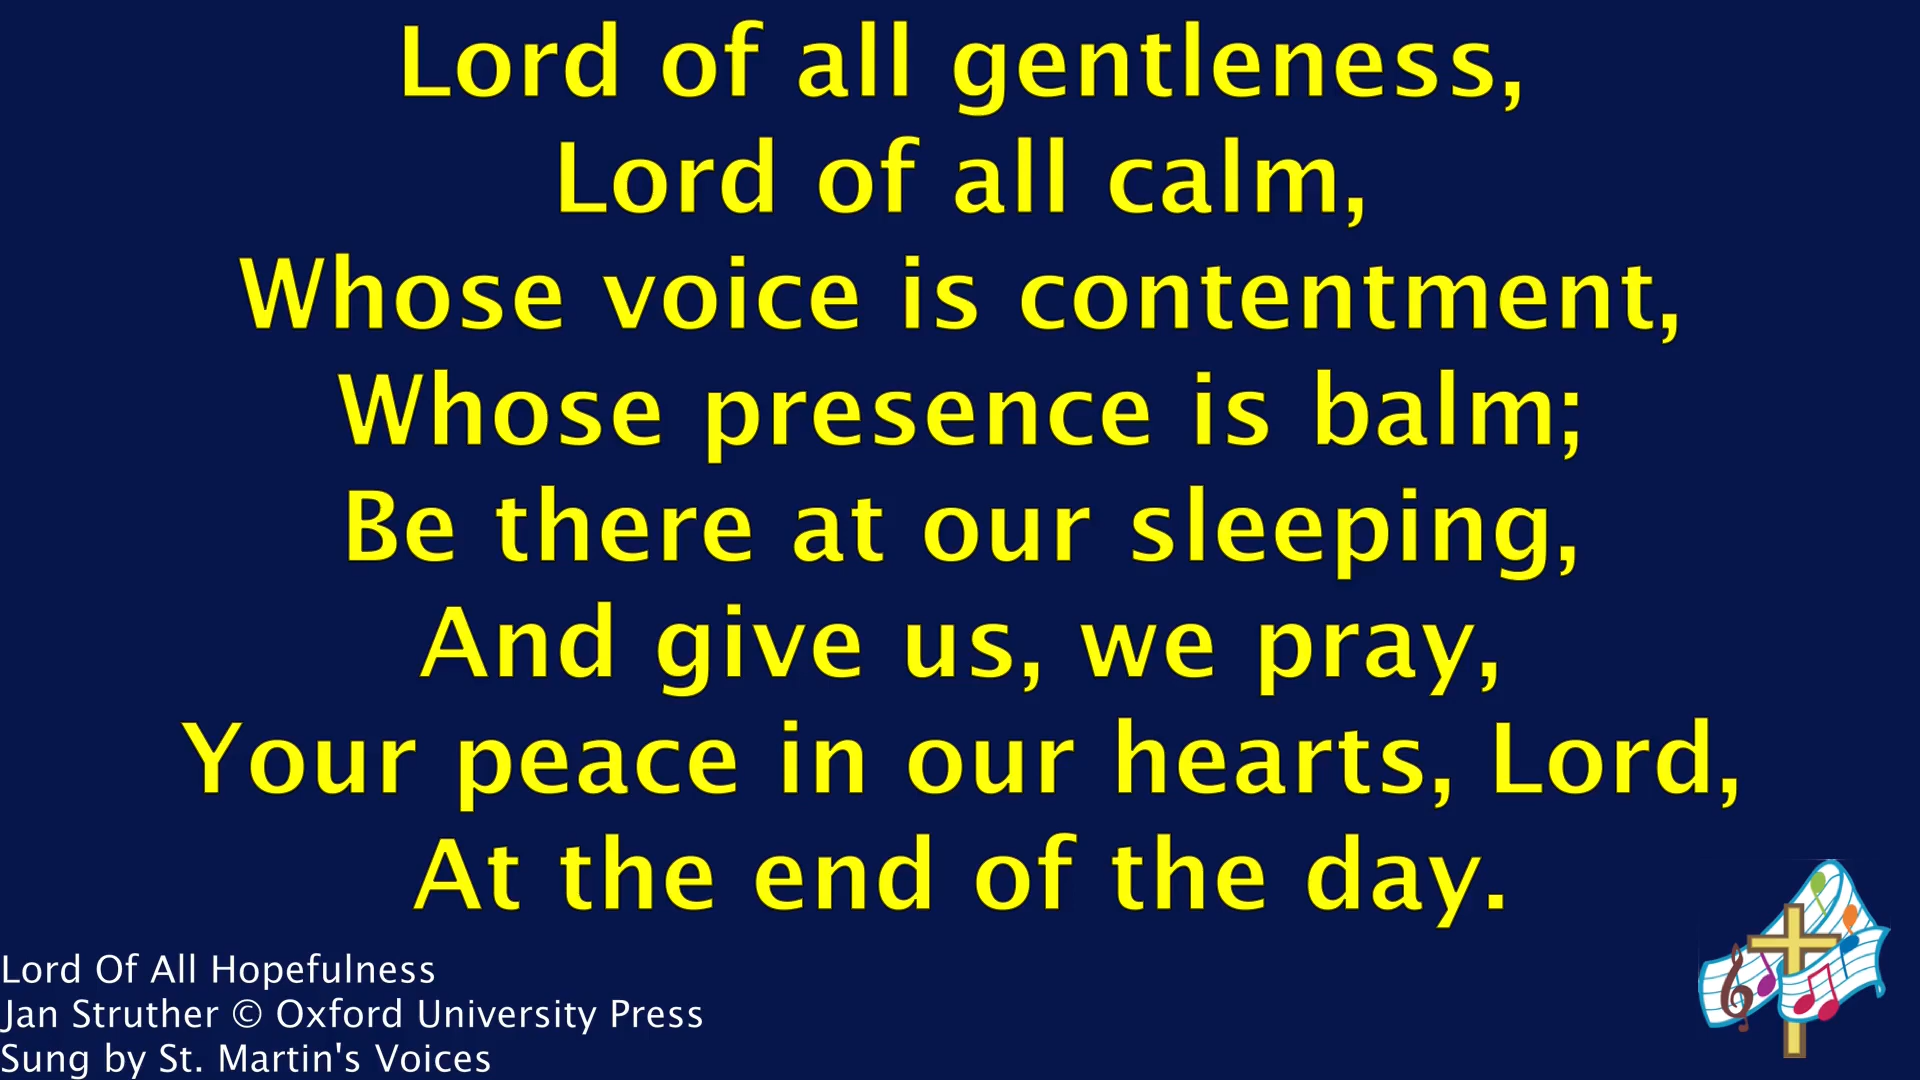 Lord of all gentleness,
Lord of all calm,
Whose voice is contentment,
Whose presence is balm;
Be there at our sleeping,
And give us, we pray,
Your peace in our hearts, Lord,
At the end of the day.
Lord Of All Hopefulness
Jan Struther © Oxford University Press
Sung by St. Martin's Voices